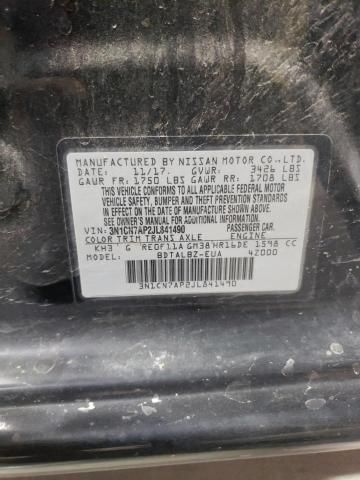 MANUFACTURED BY NISSAN MOTOR CO.,LTD.
DATE: 11/17. GVWR: 3426 LBS
GAWR FR: 1750 LBS GAWR RR: 1708 LBS
THIS VEHICLE CONFORMS TO ALL APPLICABLE FEDERAL MOTOR
VEHICLE SAFETY, BUMPER AND THEFT PREVENTION STANDARDS
IN EFFECT ON THE DATE OF MANUFACTURE SHOWN ABOVE.
SEE OWNER'S MANUAL FOR ADDITIONAL INFORMATION.
VIN: 3N1CN7AP2JL841490 PASSENGER CAR.
COLOR TRIM TRANS AXLE ENGINE
KH3 G RE0F11A GM38 HR16DE 1598 CC
MODEL: BDTALBZ-EUA 42000
3N1CN7AP2JL841490